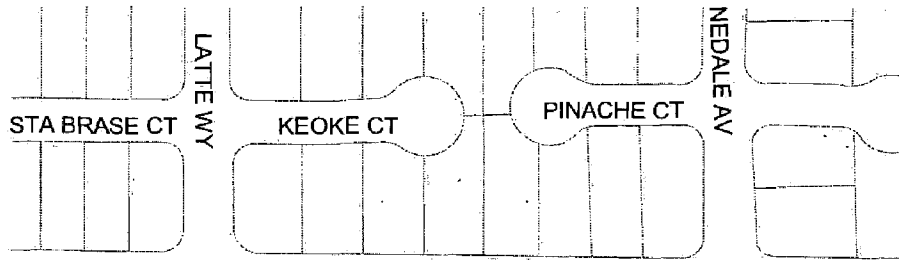 LATTE WY
NEDALE AV
STA BRASE CT
KEOKE CT
PINACHE CT